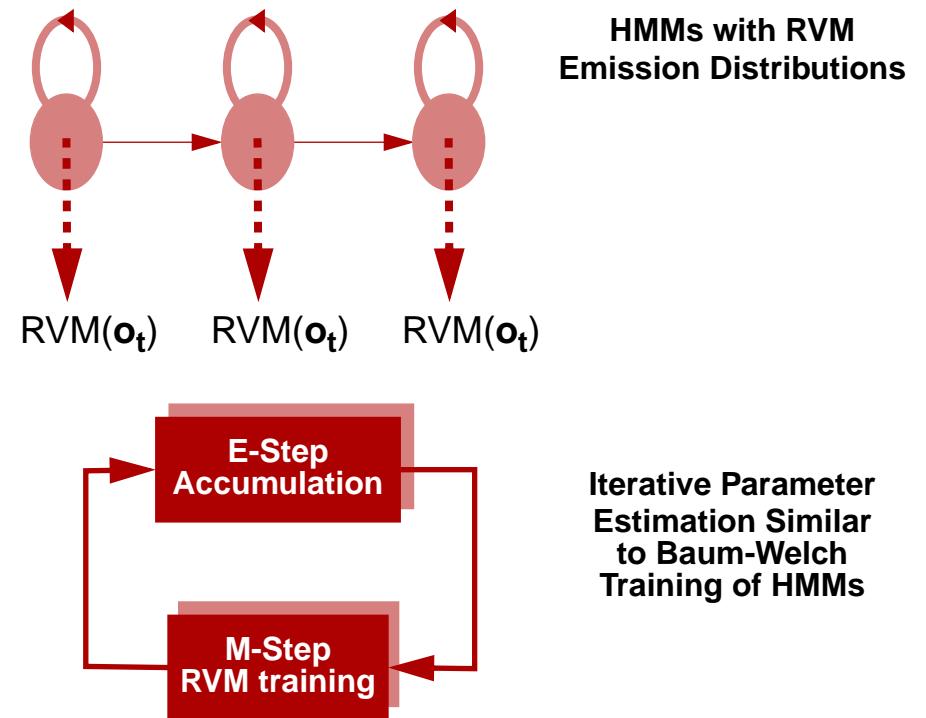 HMMs with RVM
Emission Distributions
RVM(oₜ) RVM(oₜ) RVM(oₜ)
E-Step
Accumulation
Iterative Parameter
Estimation Similar
to Baum-Welch
Training of HMMs
M-Step
RVM training